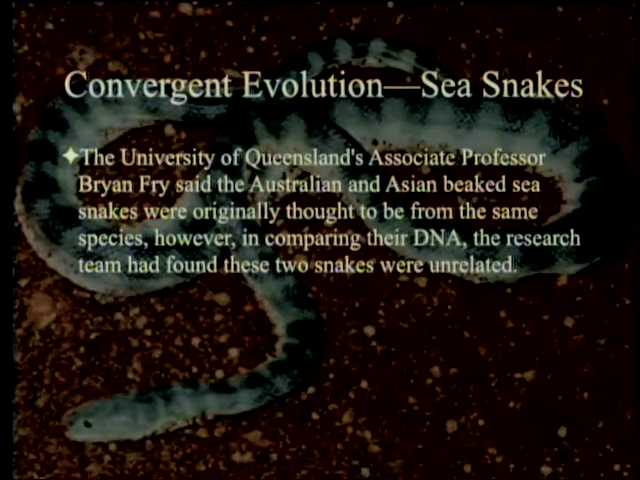 Convergent Evolution—Sea Snakes
The University of Queensland's Associate Professor
Bryan Fry said the Australian and Asian beaked sea
snakes were originally thought to be from the same
species, however, in comparing their DNA, the research
team had found these two snakes were unrelated.